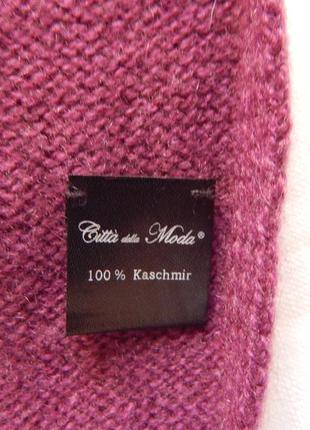 Città della Moda®
100 % Kaschmir